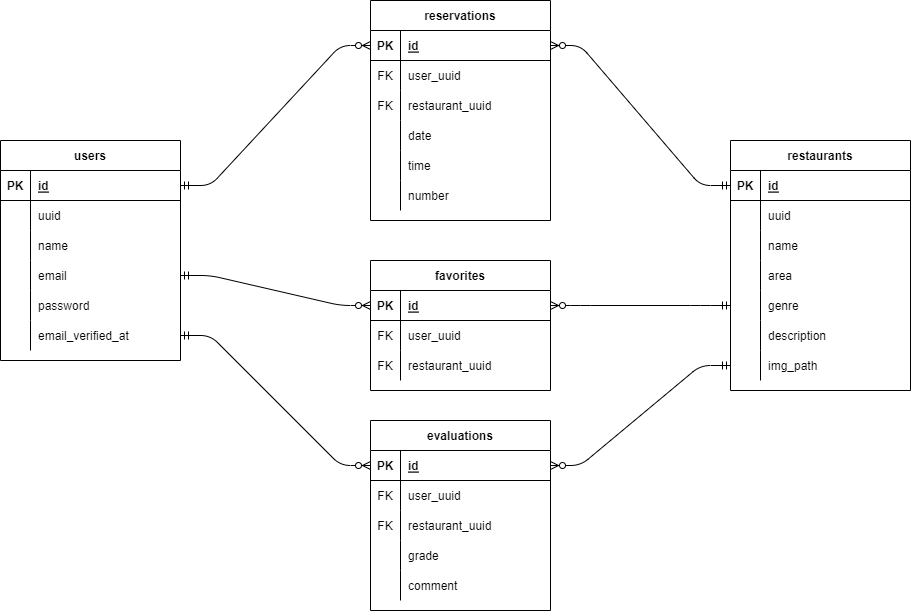 reservations
PK id
FK user_uuid
FK restaurant_uuid
date
time
number
users
PK id
uuid
name
email
password
email_verified_at
restaurants
PK id
uuid
name
area
genre
description
img_path
favorites
PK id
FK user_uuid
FK restaurant_uuid
evaluations
PK id
FK user_uuid
FK restaurant_uuid
grade
comment